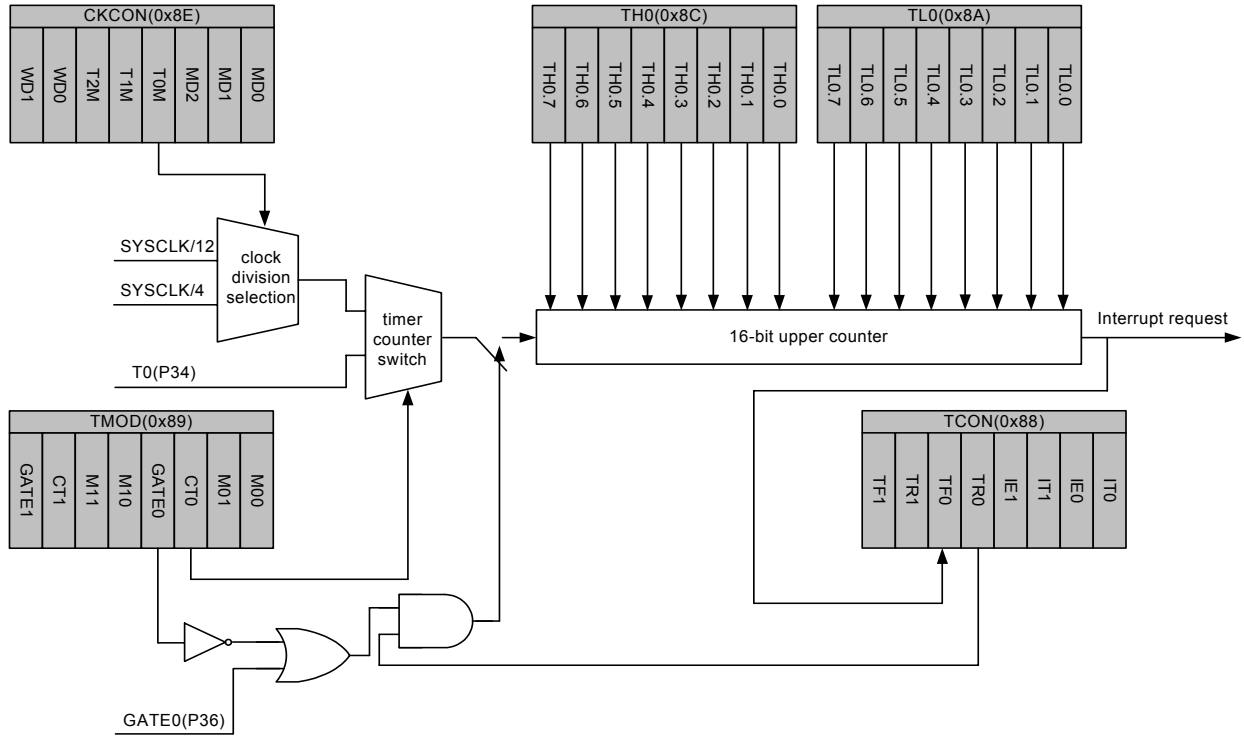 CKCON(0x8E)
WD1
WD0
T2M
T1M
T0M
MD2
MD1
MD0
TH0(0x8C)
TH0.7
TH0.6
TH0.5
TH0.4
TH0.3
TH0.2
TH0.1
TH0.0
TL0(0x8A)
TL0.7
TL0.6
TL0.5
TL0.4
TL0.3
TL0.2
TL0.1
TL0.0
SYSCLK/12
SYSCLK/4
clock
division
selection
T0(P34)
timer
counter
switch
16-bit upper counter
Interrupt request
TMOD(0x89)
GATE1
CT1
M11
M10
GATE0
CT0
M01
M00
TCON(0x88)
TF1
TR1
TF0
TR0
IE1
IT1
IE0
IT0
GATE0(P36)